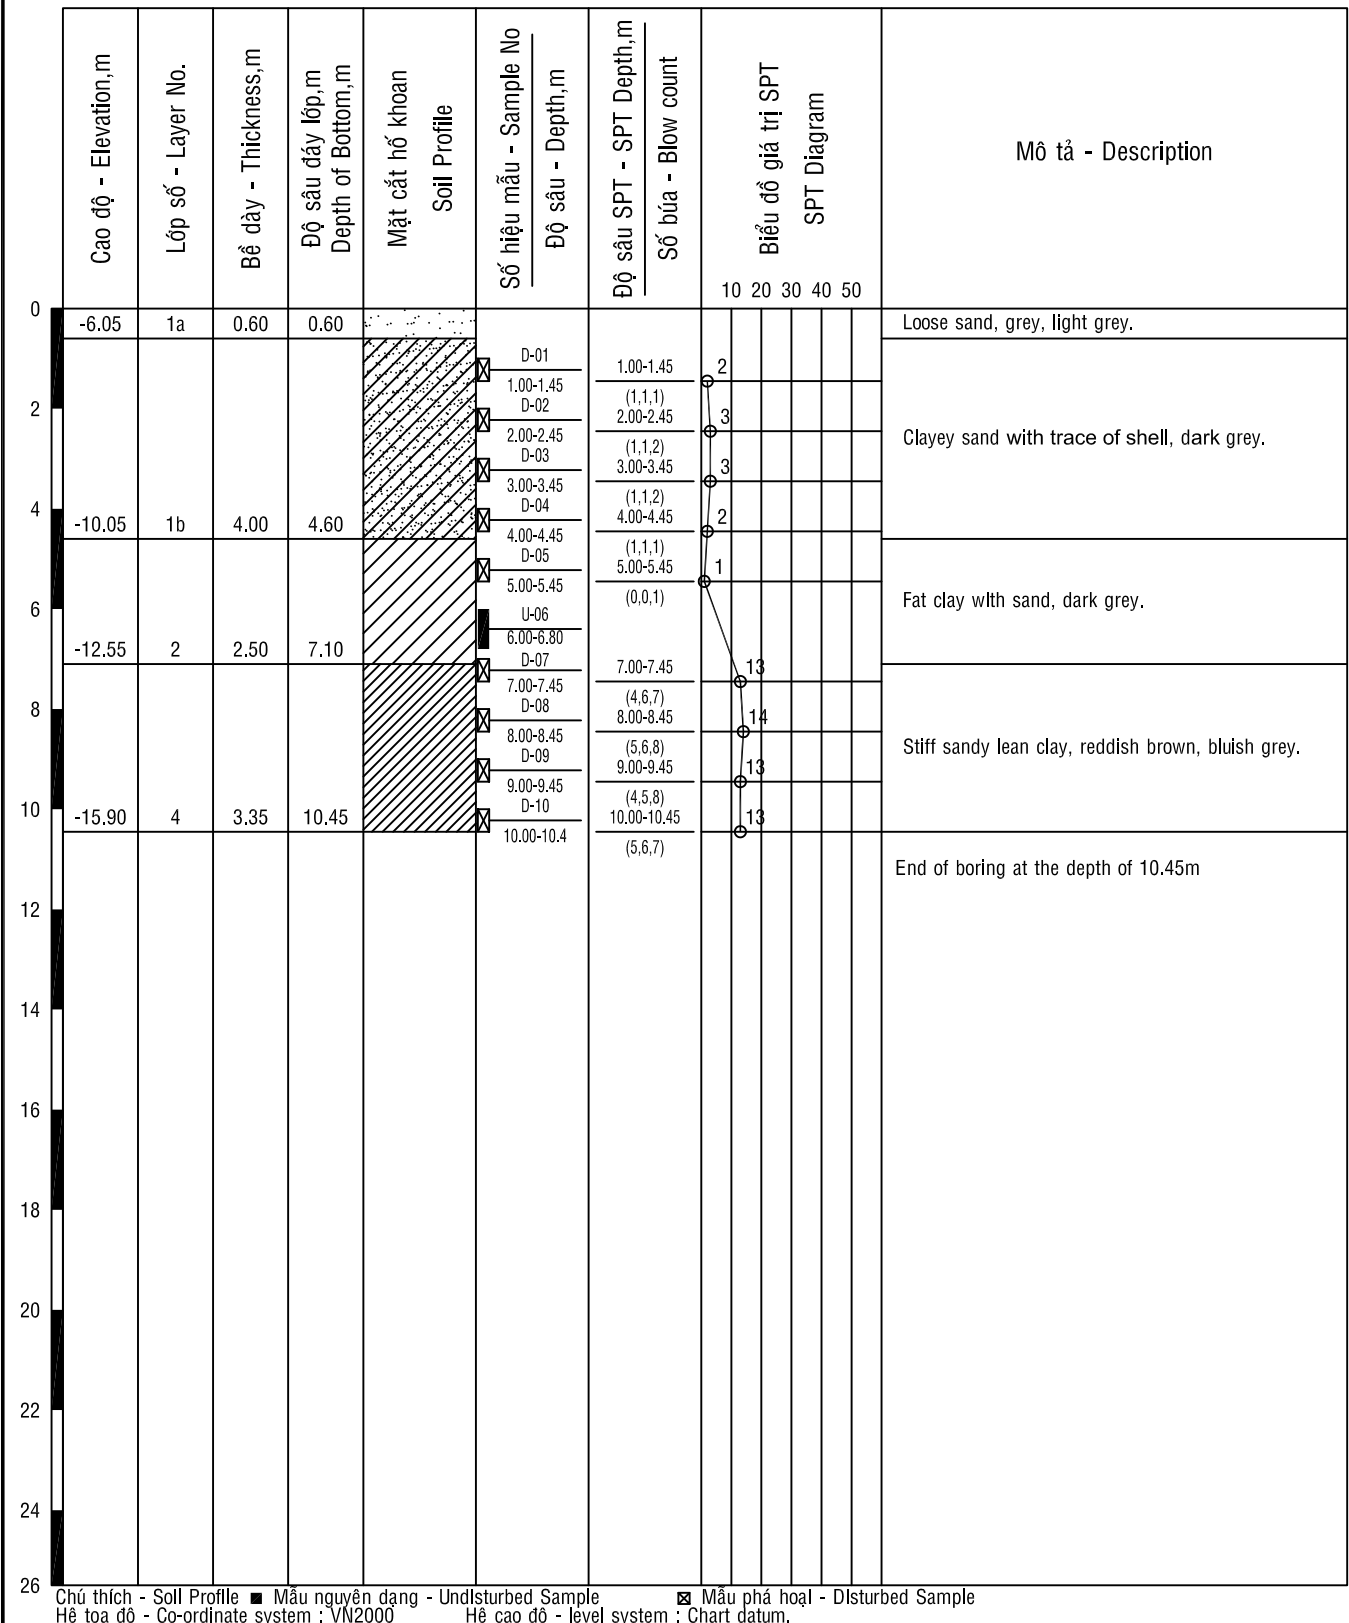 Cao độ - Elevation,m
Lớp số - Layer No.
Bề dày - Thickness,m
Độ sâu đáy lớp,m
Depth of Bottom,m
Mặt cắt hố khoan
Soil Profile
Số hiệu mẫu - Sample No
Độ sâu - Depth,m
Độ sâu SPT - SPT Depth,m
Số búa - Blow count
Biểu đồ giá trị SPT
SPT Diagram
10 20 30 40 50
Mô tả - Description
0
-6.05 1a 0.60 0.60 Loose sand, grey, light grey.
D-01
1.00-1.45
1.00-1.45
(1,1,1)
2
2
D-02
2.00-2.45
2.00-2.45
(1,1,2)
3
Clayey sand with trace of shell, dark grey.
D-03
3.00-3.45
3.00-3.45
(1,1,2)
3
4
D-04
4.00-4.45
4.00-4.45
(1,1,1)
2
-10.05 1b 4.00 4.60
D-05
5.00-5.45
5.00-5.45
(0,0,1)
1
6
U-06
6.00-6.80
Fat clay with sand, dark grey.
-12.55 2 2.50 7.10
D-07
7.00-7.45
7.00-7.45
(4,6,7)
13
8
D-08
8.00-8.45
8.00-8.45
(5,6,8)
14
Stiff sandy lean clay, reddish brown, bluish grey.
D-09
9.00-9.45
9.00-9.45
(4,5,8)
13
10
D-10
10.00-10.4
10.00-10.45
(5,6,7)
13
-15.90 4 3.35 10.45
End of boring at the depth of 10.45m
12
14
16
18
20
22
24
26
Chú thích - Soil Profile Mẫu nguyên dạng - Undisturbed Sample Mẫu phá hoại - Disturbed Sample
Hệ tọa độ - Co-ordinate system : VN2000 Hệ cao độ - level system : Chart datum.